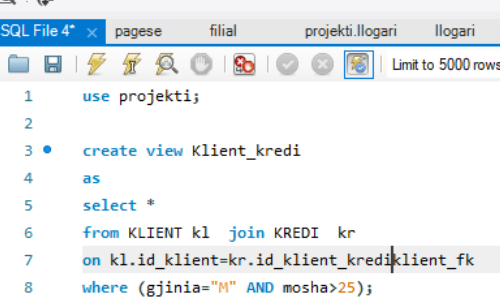 SQL File 4* × pagese filial projekti.llogari llogari
Limit to 5000 rows
1 use projekti;
2
3 create view Klient_kredi
4 as
5 select *
6 from KLIENT kl join KREDI kr
7 on kl.id_klient=kr.id_klient_krediklient_fk
8 where (gjinia="M" AND mosha>25);